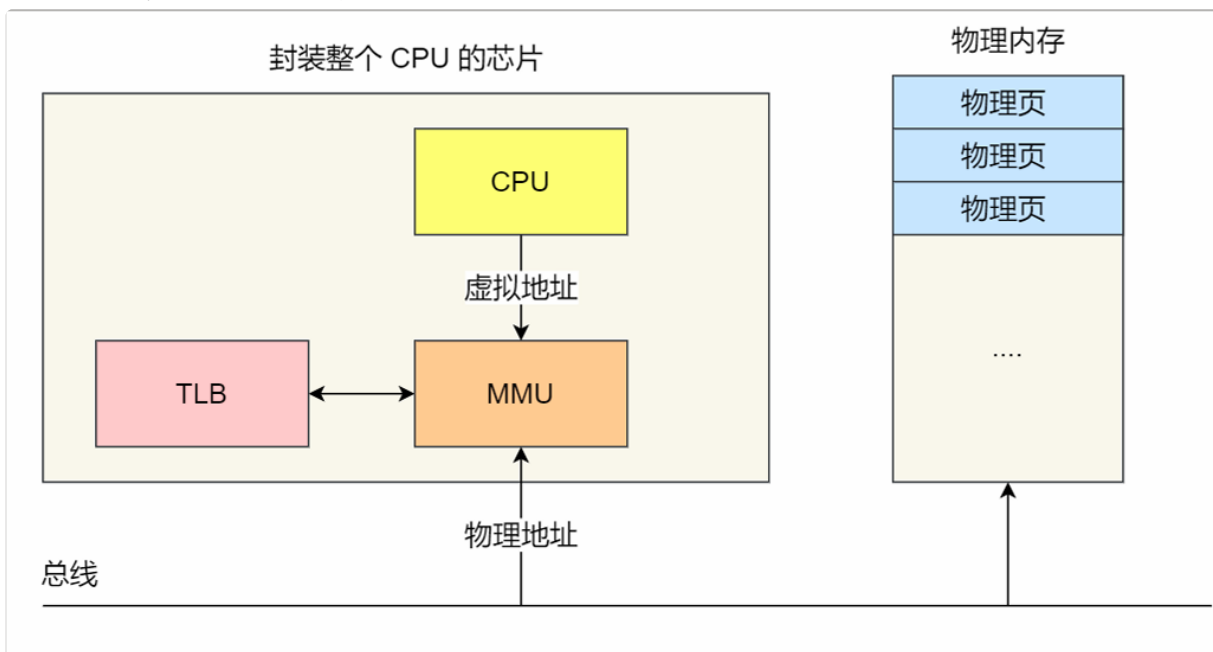 封装整个 CPU 的芯片
物理内存
物理页
物理页
物理页
CPU
虚拟地址
TLB
MMU
....
物理地址
总线